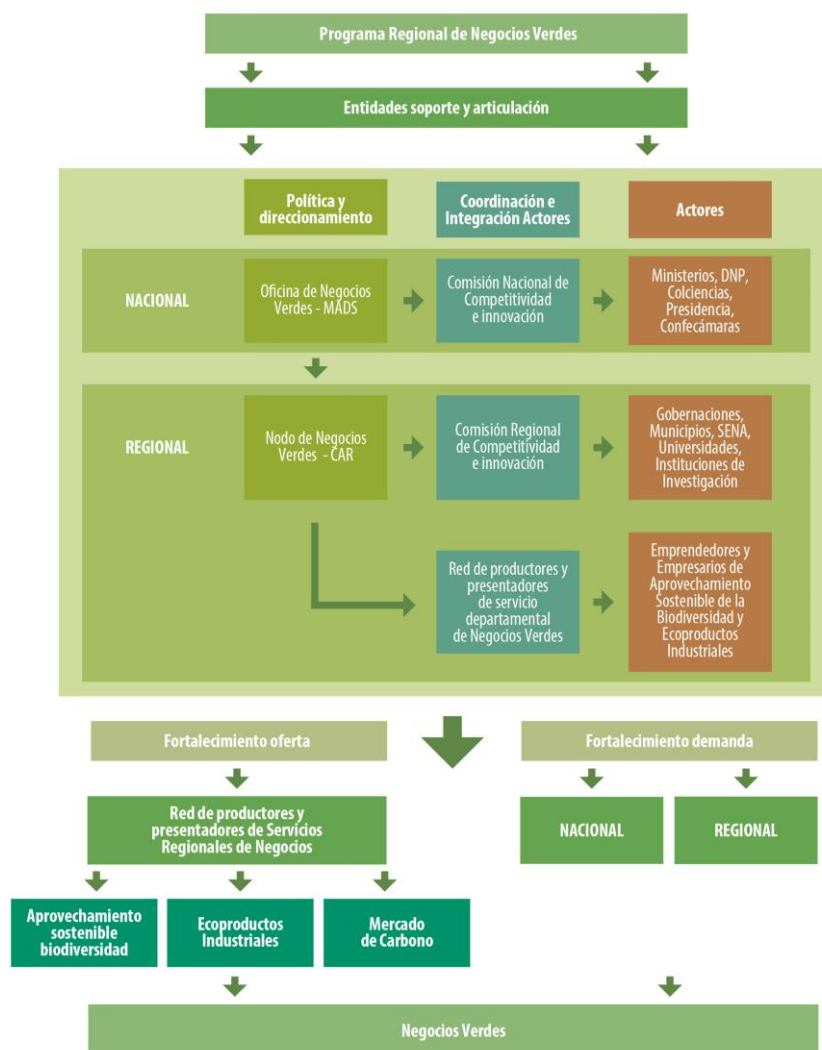 Programa Regional de Negocios Verdes
Entidades soporte y articulación
Política y
direccionamiento
Coordinación e
Integración Actores
Actores
NACIONAL
Oficina de Negocios
Verdes - MADS
Comisión Nacional de
Competitividad
e innovación
Ministerios, DNP,
Colciencias,
Presidencia,
Confecámaras
REGIONAL
Nodo de Negocios
Verdes - CAR
Comisión Regional
de Competitividad
e innovación
Gobernaciones,
Municipios, SENA,
Universidades,
Instituciones de
Investigación
Red de productores y
presentadores
de servicio
departamental
de Negocios Verdes
Emprendedores y
Empresarios de
Aprovechamiento
Sostenible de la
Biodiversidad y
Ecoproductos
Industriales
Fortalecimiento oferta
Fortalecimiento demanda
Red de productores y
presentadores de Servicios
Regionales de Negocios
NACIONAL
REGIONAL
Aprovechamiento
sostenible
biodiversidad
Ecoproductos
Industriales
Mercado
de Carbono
Negocios Verdes